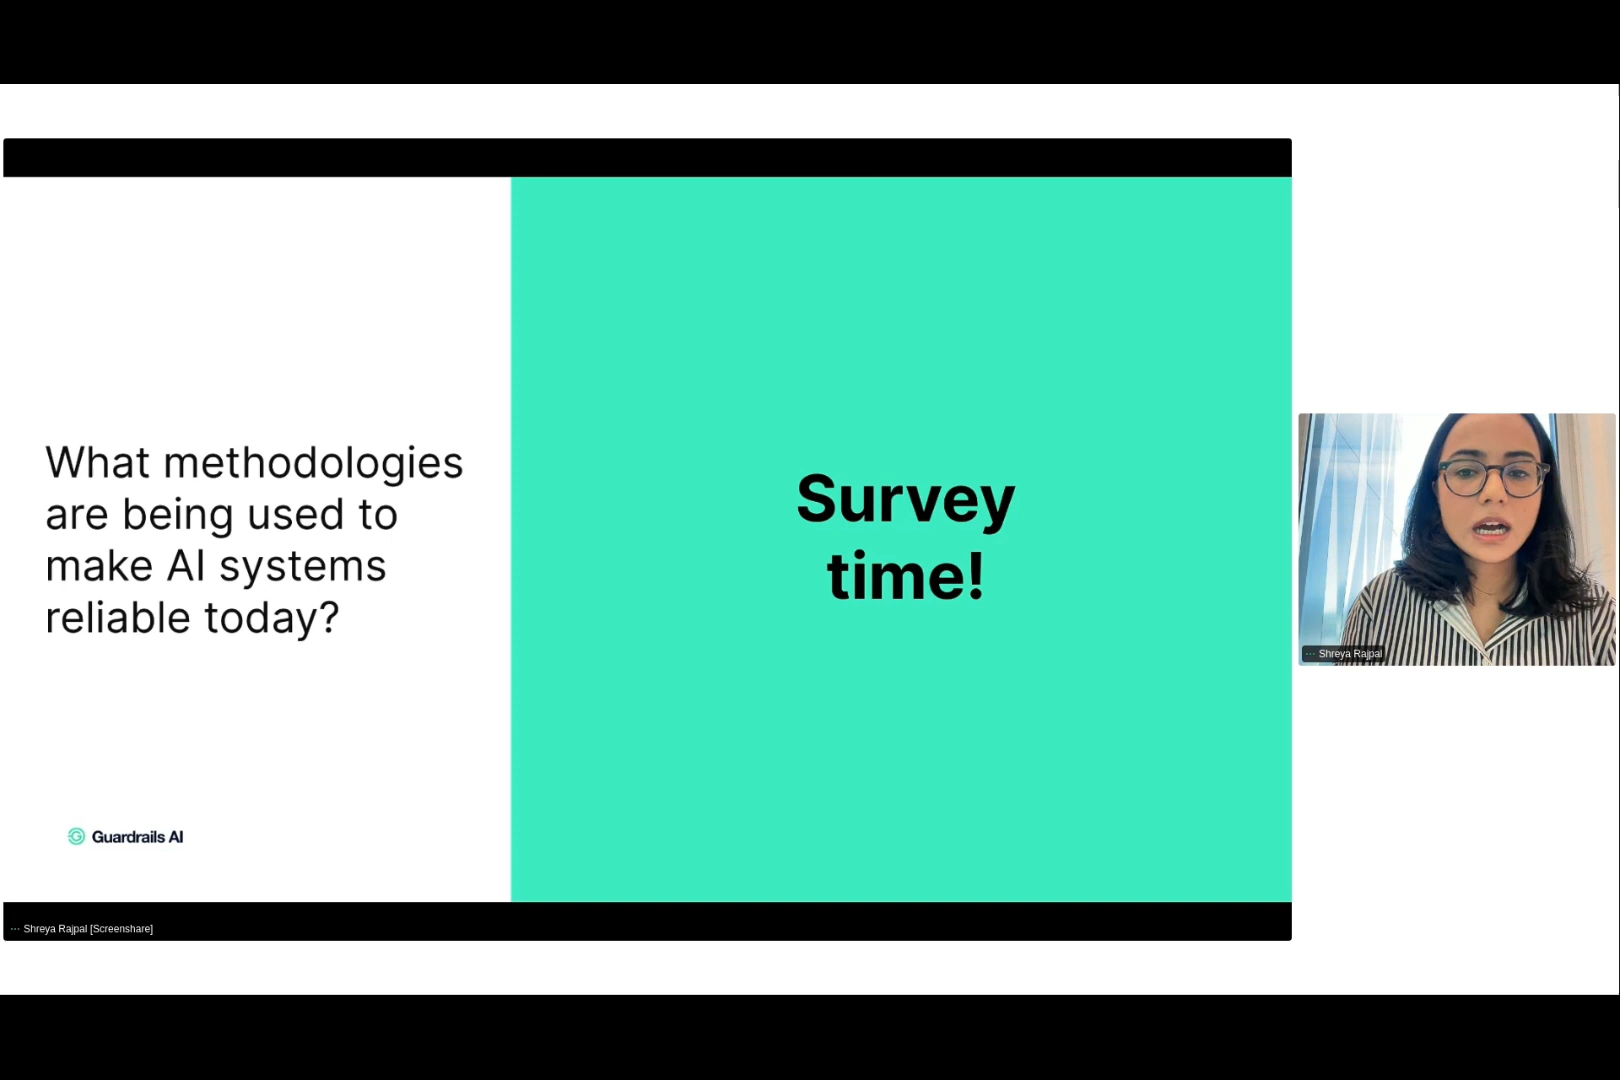 What methodologies
are being used to
make AI systems
reliable today?
Survey
time!
Guardrails AI
··· Shreya Rajpal
··· Shreya Rajpal [Screenshare]